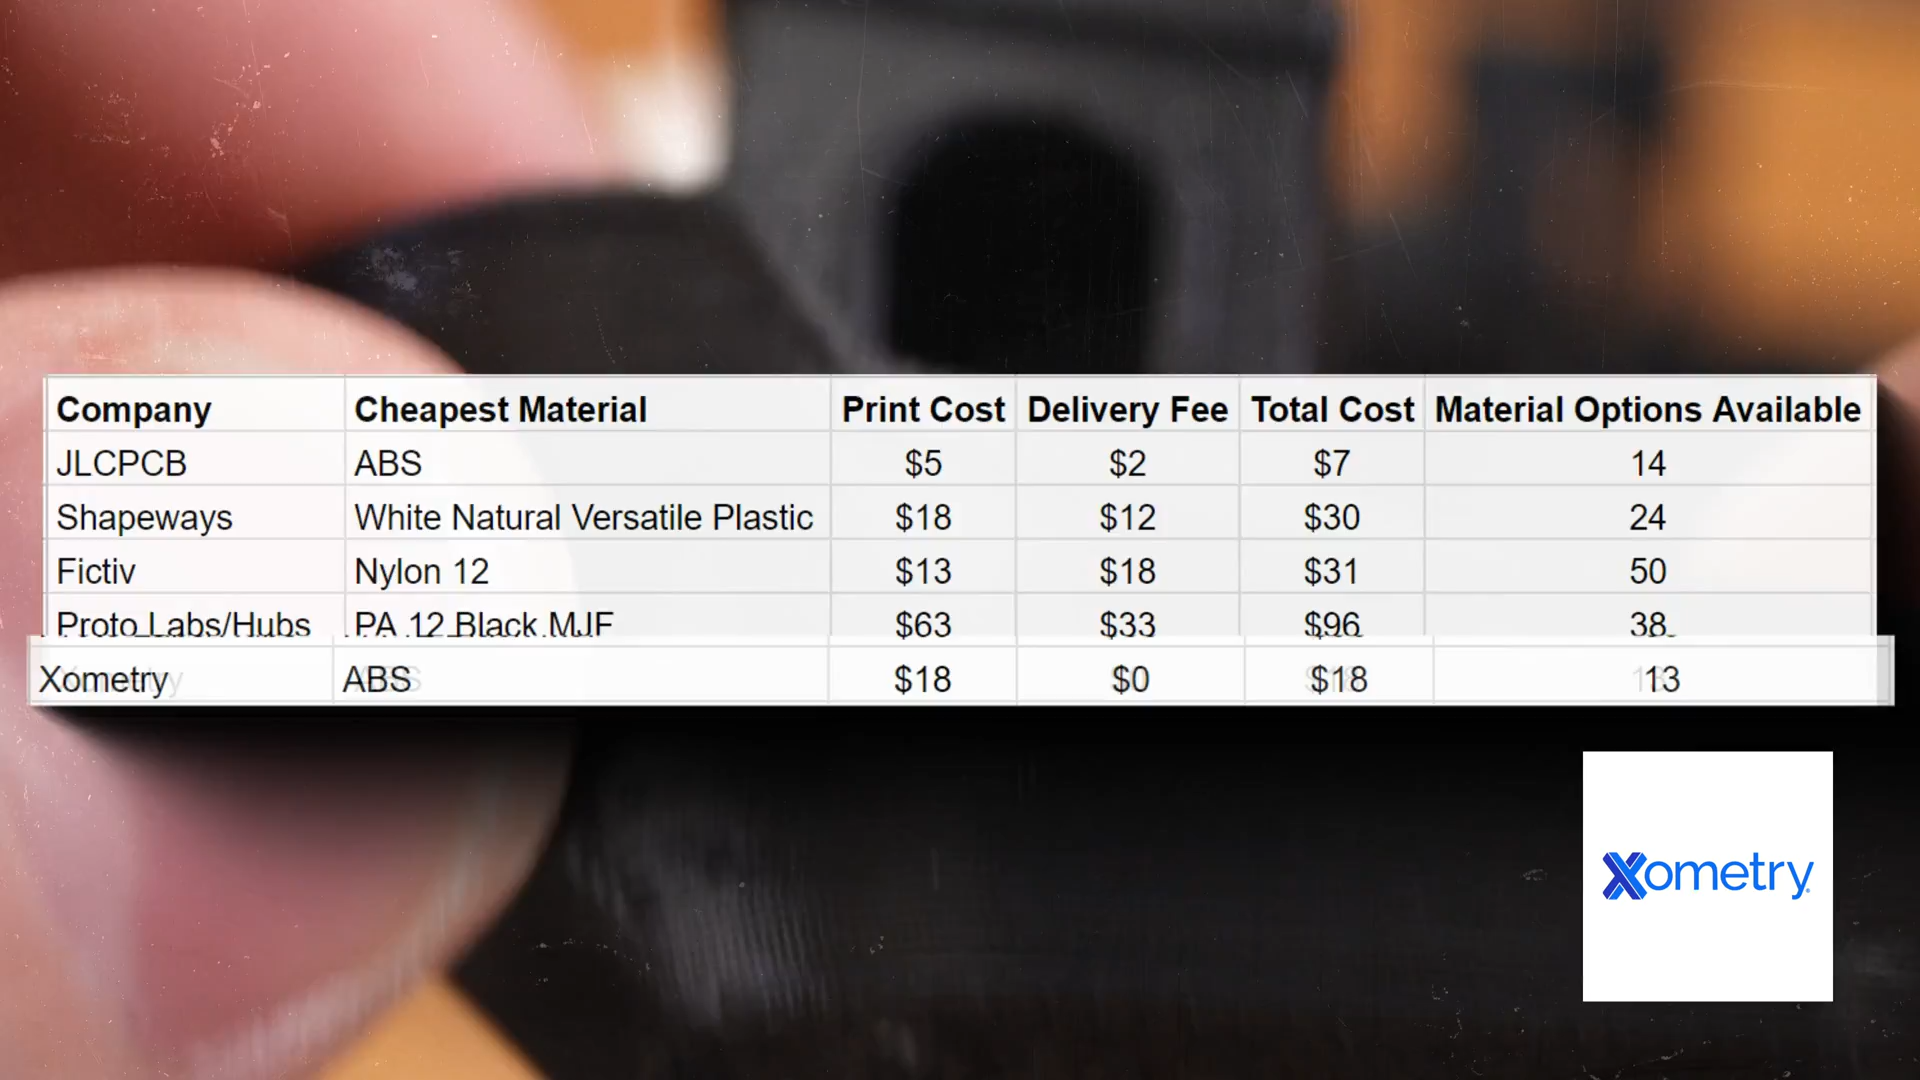 Company Cheapest Material Print Cost Delivery Fee Total Cost Material Options Available
JLCPCB ABS $5 $2 $7 14
Shapeways White Natural Versatile Plastic $18 $12 $30 24
Fictiv Nylon 12 $13 $18 $31 50
Proto Labs/Hubs PA 12 Black MJF $63 $33 $96 38
Xometry ABS $18 $0 $18 13
Xometry